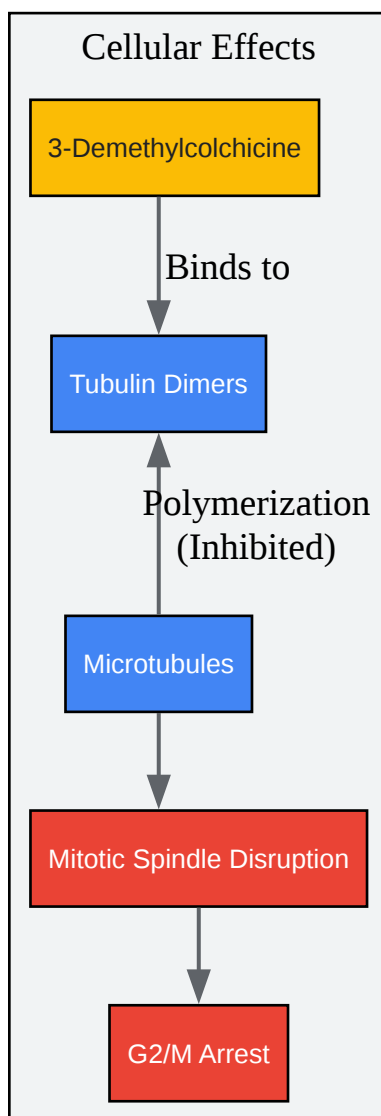 Cellular Effects
3-Demethylcolchicine
Binds to
Tubulin Dimers
Polymerization
(Inhibited)
Microtubules
Mitotic Spindle Disruption
G2/M Arrest